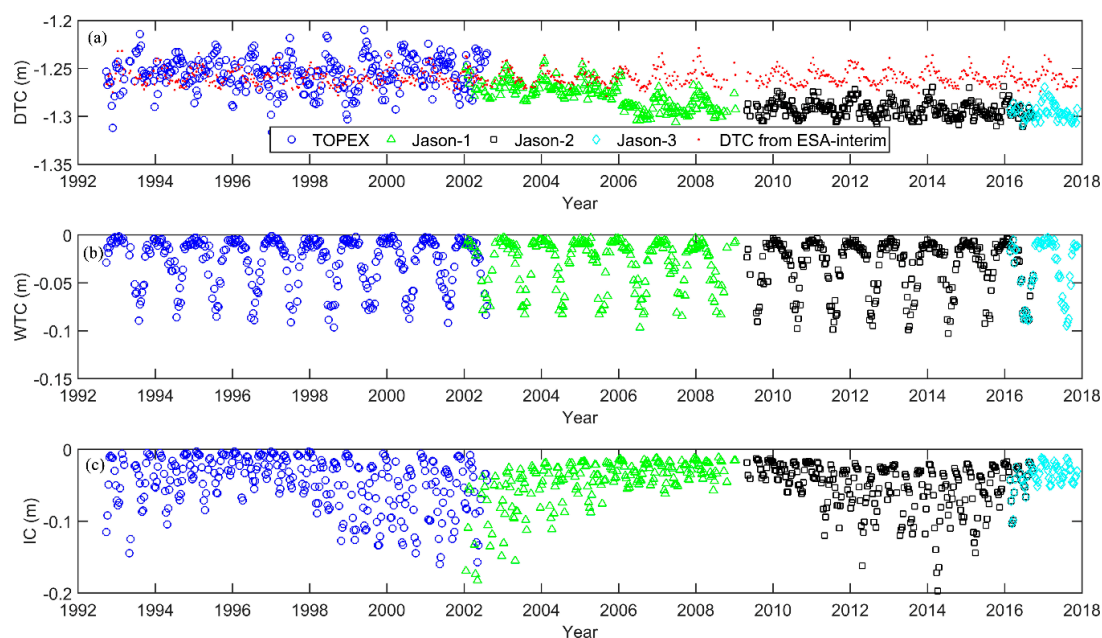 -1.2
(a)
-1.25
DTC (m)
-1.3
TOPEX Jason-1 Jason-2 Jason-3 DTC from ESA-interim
-1.35
1992 1994 1996 1998 2000 2002 2004 2006 2008 2010 2012 2014 2016 2018
Year
0
(b)
-0.05
WTC (m)
-0.1
-0.15
1992 1994 1996 1998 2000 2002 2004 2006 2008 2010 2012 2014 2016 2018
Year
0
(c)
IC (m)
-0.1
-0.2
1992 1994 1996 1998 2000 2002 2004 2006 2008 2010 2012 2014 2016 2018
Year